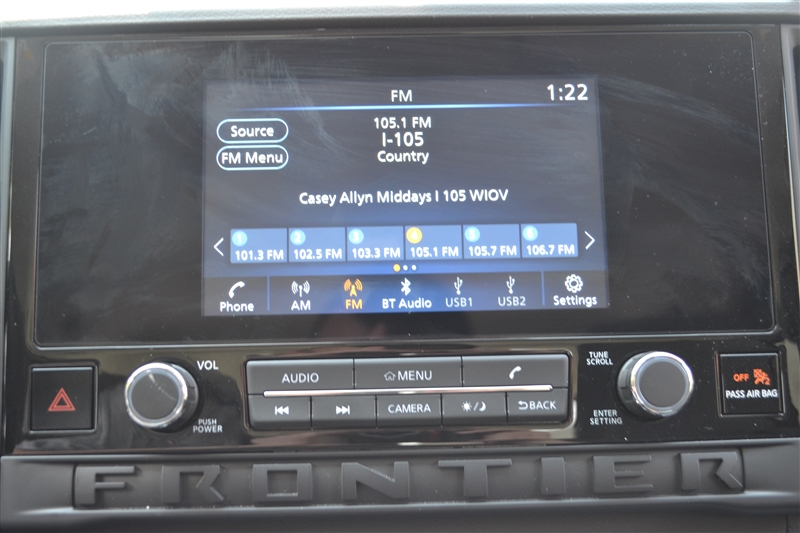 FM 1:22
105.1 FM
I-105
Source
Country
FM Menu
Casey Allyn Middays I 105 WIOV
1 2 3 4 5 6
101.3 FM 102.5 FM 103.3 FM 105.1 FM 105.7 FM 106.7 FM
Phone AM FM BT Audio USB1 USB2 Settings
VOL
PUSH
POWER
AUDIO MENU
CAMERA BACK
TUNE
SCROLL
ENTER
SETTING
OFF 2
PASS AIR BAG
FRONTIER